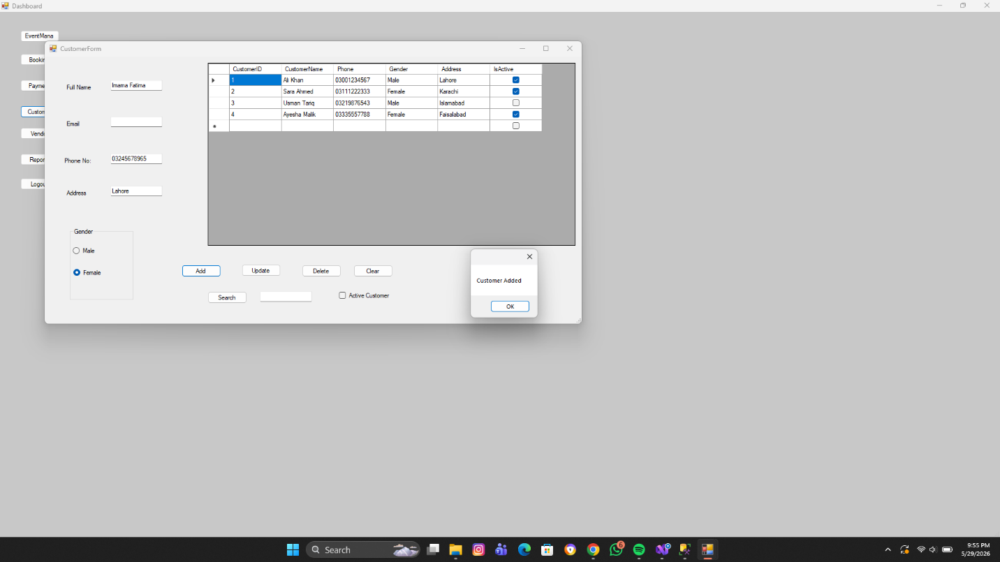 Dashboard
EventMana
CustomerForm
Bookin
Full Name
Imama Fatima
Payme
Custom
Email
Vendo
Phone No:
03245678965
Repor
Logou
Address
Lahore
Gender
Male
Female
CustomerID CustomerName Phone Gender Address IsActive
1 Ali Khan 03001234567 Male Lahore
2 Sara Ahmed 03111222333 Female Karachi
3 Usman Tariq 03219876543 Male Islamabad
4 Ayesha Malik 03335557788 Female Faisalabad
Add Update Delete Clear
Search
Active Customer
Customer Added
OK
Search
6
9:55 PM
5/29/2026